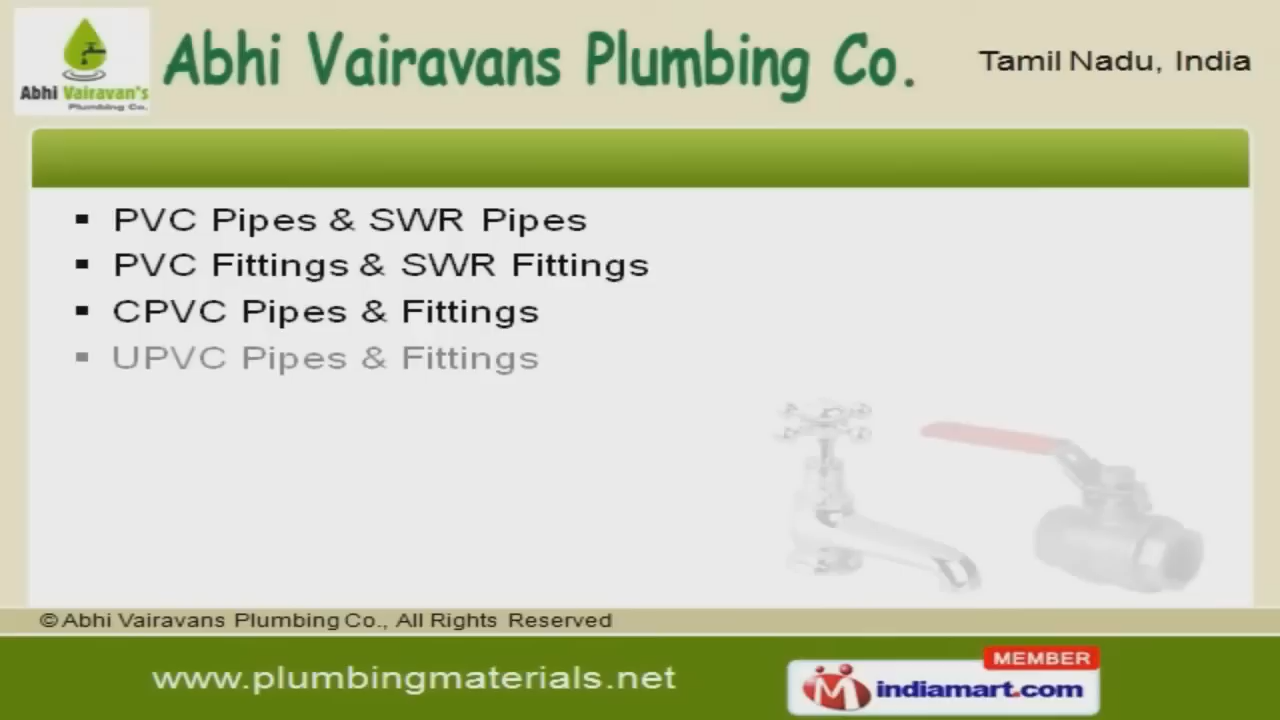 Abhi Vairavan's
Plumbing Co.
Abhi Vairavans Plumbing Co.
Tamil Nadu, India
▪ PVC Pipes & SWR Pipes
▪ PVC Fittings & SWR Fittings
▪ CPVC Pipes & Fittings
▪ UPVC Pipes & Fittings
© Abhi Vairavans Plumbing Co., All Rights Reserved
www.plumbingmaterials.net
MEMBER
indiamart.com